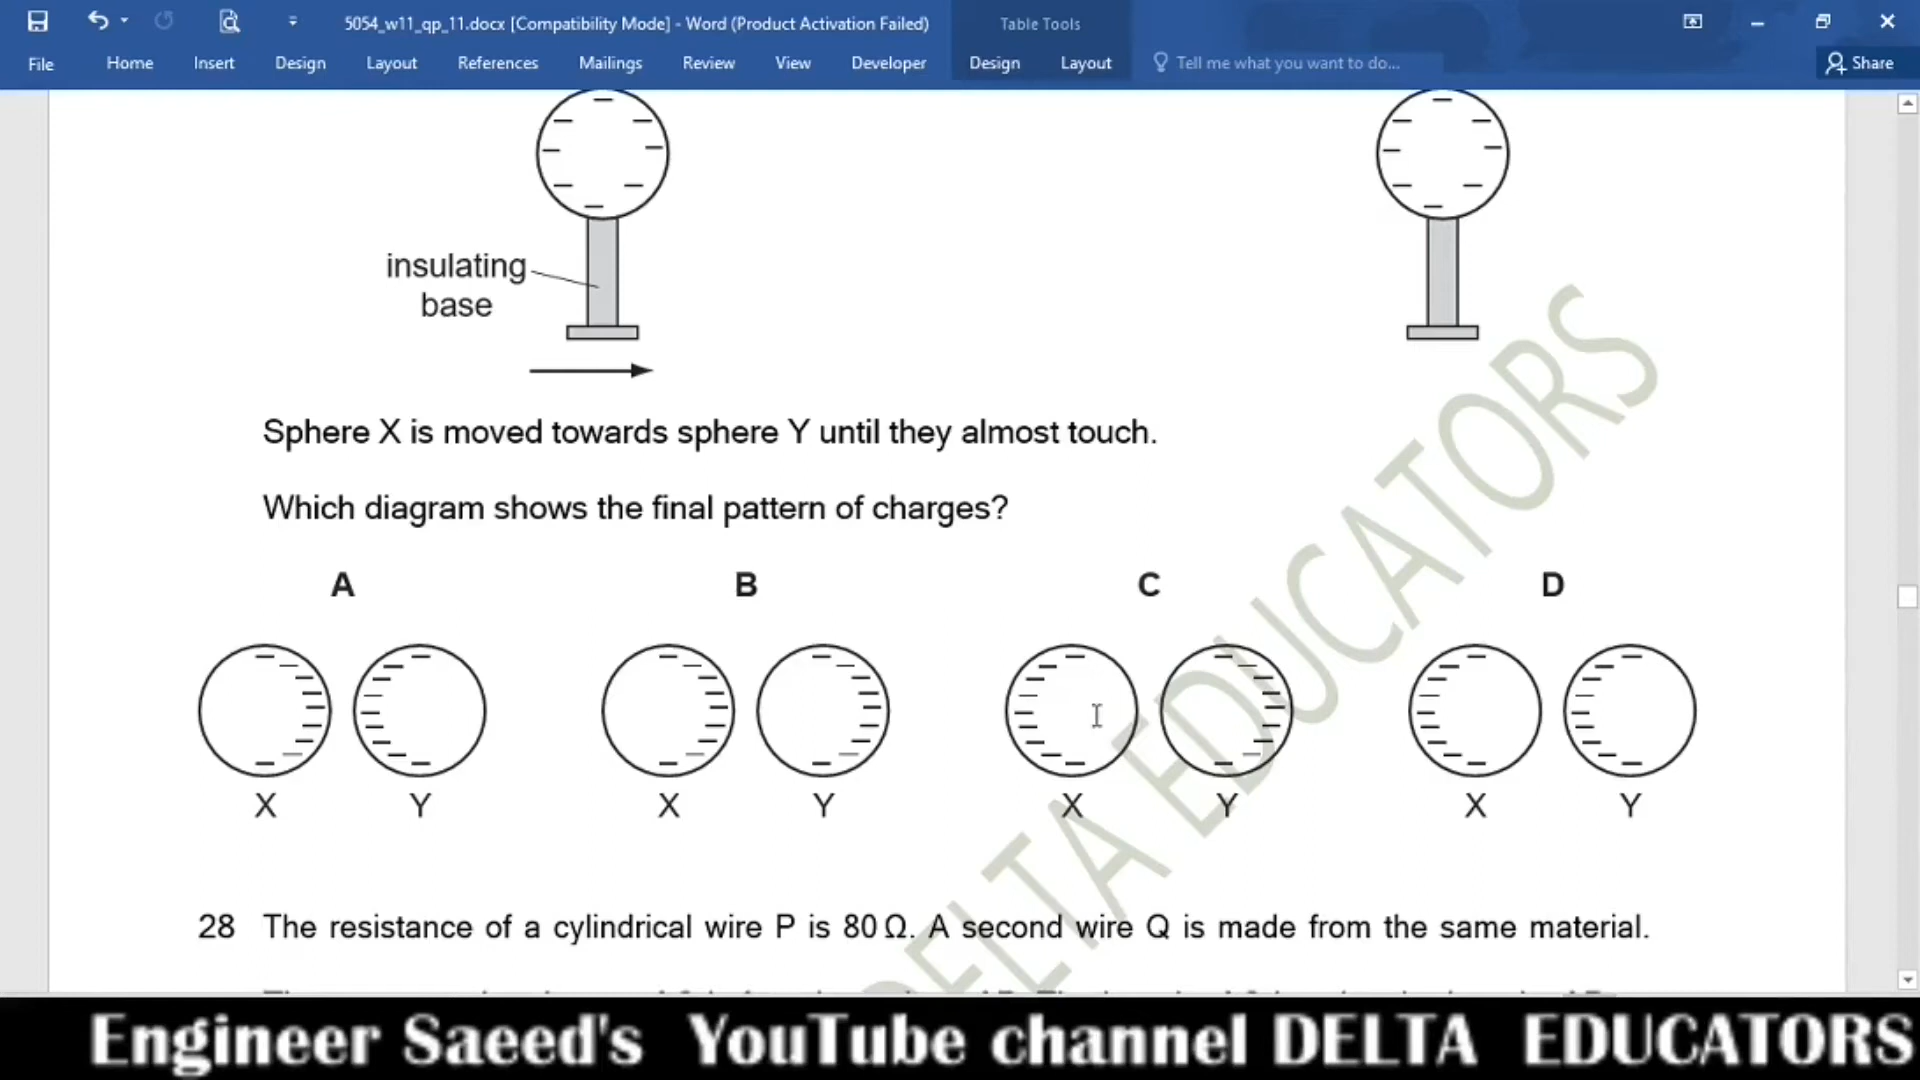 5054_w11_qp_11.docx [Compatibility Mode] - Word (Product Activation Failed)
Table Tools
File Home Insert Design Layout References Mailings Review View Developer Design Layout Tell me what you want to do... Share
insulating
base
Sphere X is moved towards sphere Y until they almost touch.
Which diagram shows the final pattern of charges?
A B C D
X Y X Y X Y X Y
28 The resistance of a cylindrical wire P is 80 Ω. A second wire Q is made from the same material.
DELTA EDUCATORS
Engineer Saeed's YouTube channel DELTA EDUCATORS